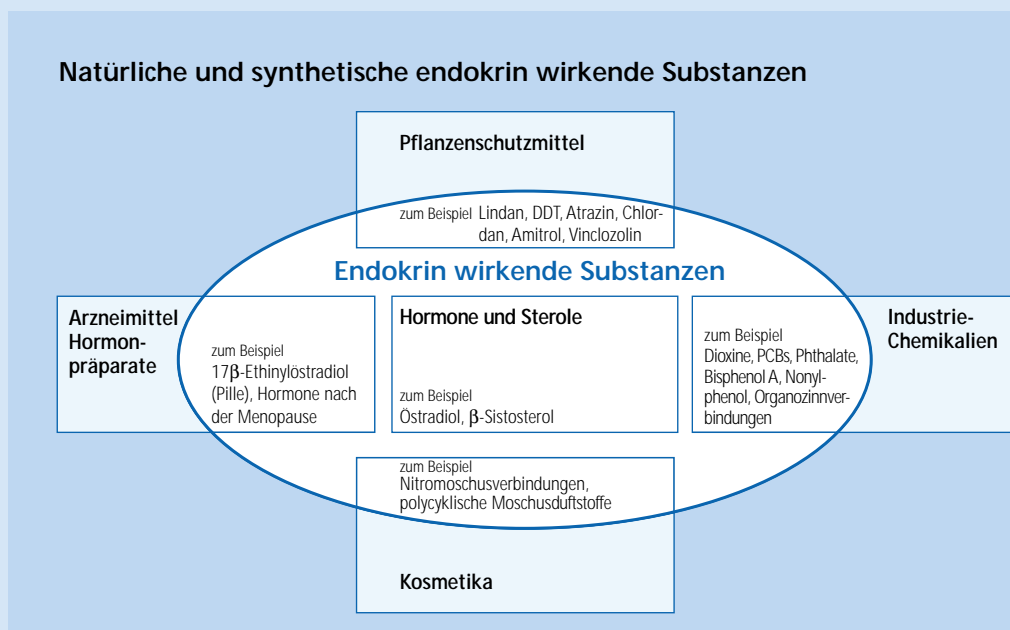 Natürliche und synthetische endokrin wirkende Substanzen
Pflanzenschutzmittel
zum Beispiel Lindan, DDT, Atrazin, Chlor-
dan, Amitrol, Vinclozolin
Endokrin wirkende Substanzen
Arzneimittel
Hormon-
präparate
zum Beispiel
17β-Ethinylöstradiol
(Pille), Hormone nach
der Menopause
Hormone und Sterole
zum Beispiel
Östradiol, β-Sistosterol
zum Beispiel
Dioxine, PCBs, Phthalate,
Bisphenol A, Nonyl-
phenol, Organozinnver-
bindungen
Industrie-
Chemikalien
zum Beispiel
Nitromoschusverbindungen,
polycyklische Moschusduftstoffe
Kosmetika